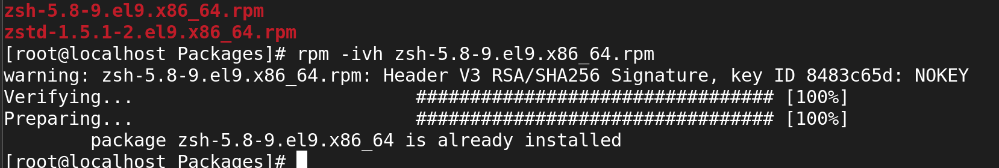 zsh-5.8-9.el9.x86_64.rpm
zstd-1.5.1-2.el9.x86_64.rpm
[root@localhost Packages]# rpm -ivh zsh-5.8-9.el9.x86_64.rpm
warning: zsh-5.8-9.el9.x86_64.rpm: Header V3 RSA/SHA256 Signature, key ID 8483c65d: NOKEY
Verifying...                          ################################# [100%]
Preparing...                          ################################# [100%]
        package zsh-5.8-9.el9.x86_64 is already installed
[root@localhost Packages]#